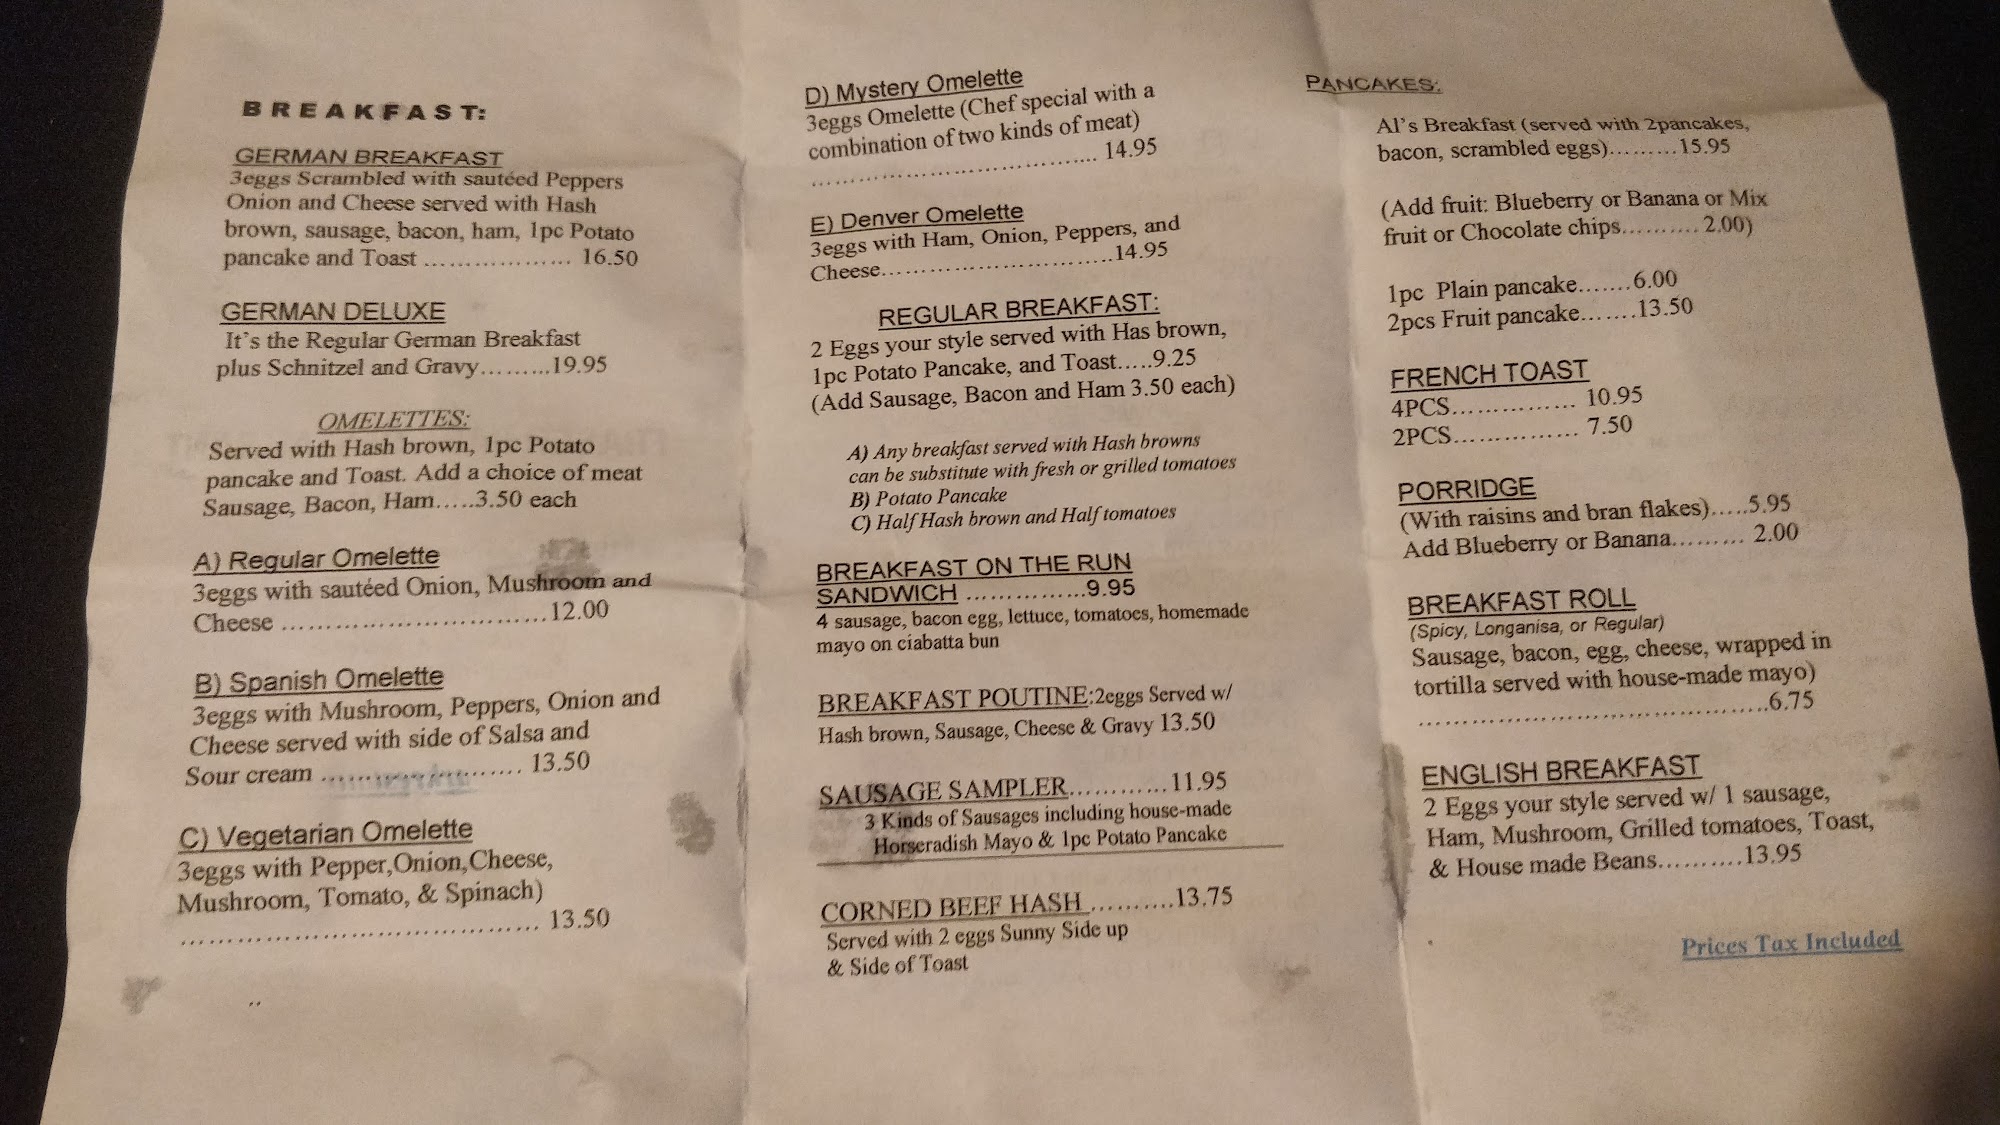 BREAKFAST:
GERMAN BREAKFAST
3eggs Scrambled with sautéed Peppers
Onion and Cheese served with Hash
brown, sausage, bacon, ham, 1pc Potato
pancake and Toast ………………… 16.50
GERMAN DELUXE
It's the Regular German Breakfast
plus Schnitzel and Gravy………19.95
OMELETTES:
Served with Hash brown, 1pc Potato
pancake and Toast. Add a choice of meat
Sausage, Bacon, Ham…..3.50 each
A) Regular Omelette
3eggs with sautéed Onion, Mushroom and
Cheese ……………………………12.00
B) Spanish Omelette
3eggs with Mushroom, Peppers, Onion and
Cheese served with side of Salsa and
Sour cream ……………………. 13.50
C) Vegetarian Omelette
3eggs with Pepper,Onion,Cheese,
Mushroom, Tomato, & Spinach)
……………………………………. 13.50
D) Mystery Omelette
3eggs Omelette (Chef special with a
combination of two kinds of meat)
…………………………….. 14.95
E) Denver Omelette
3eggs with Ham, Onion, Peppers, and
Cheese………………………..14.95
REGULAR BREAKFAST:
2 Eggs your style served with Has brown,
1pc Potato Pancake, and Toast…..9.25
(Add Sausage, Bacon and Ham 3.50 each)
A) Any breakfast served with Hash browns
can be substitute with fresh or grilled tomatoes
B) Potato Pancake
C) Half Hash brown and Half tomatoes
BREAKFAST ON THE RUN
SANDWICH ……………9.95
4 sausage, bacon egg, lettuce, tomatoes, homemade
mayo on ciabatta bun
BREAKFAST POUTINE:2eggs Served w/
Hash brown, Sausage, Cheese & Gravy 13.50
SAUSAGE SAMPLER………… 11.95
3 Kinds of Sausages including house-made
Horseradish Mayo & 1pc Potato Pancake
CORNED BEEF HASH ……….13.75
Served with 2 eggs Sunny Side up
& Side of Toast
PANCAKES:
Al's Breakfast (served with 2pancakes,
bacon, scrambled eggs)………15.95
(Add fruit: Blueberry or Banana or Mix
fruit or Chocolate chips………. 2.00)
1pc  Plain pancake…….6.00
2pcs Fruit pancake…….13.50
FRENCH TOAST
4PCS…………… 10.95
2PCS…………… 7.50
PORRIDGE
(With raisins and bran flakes)…..5.95
Add Blueberry or Banana……… 2.00
BREAKFAST ROLL
(Spicy, Longanisa, or Regular)
Sausage, bacon, egg, cheese, wrapped in
tortilla served with house-made mayo)
…………………………………..6.75
ENGLISH BREAKFAST
2 Eggs your style served w/ 1 sausage,
Ham, Mushroom, Grilled tomatoes, Toast,
& House made Beans……….13.95
Prices Tax Included